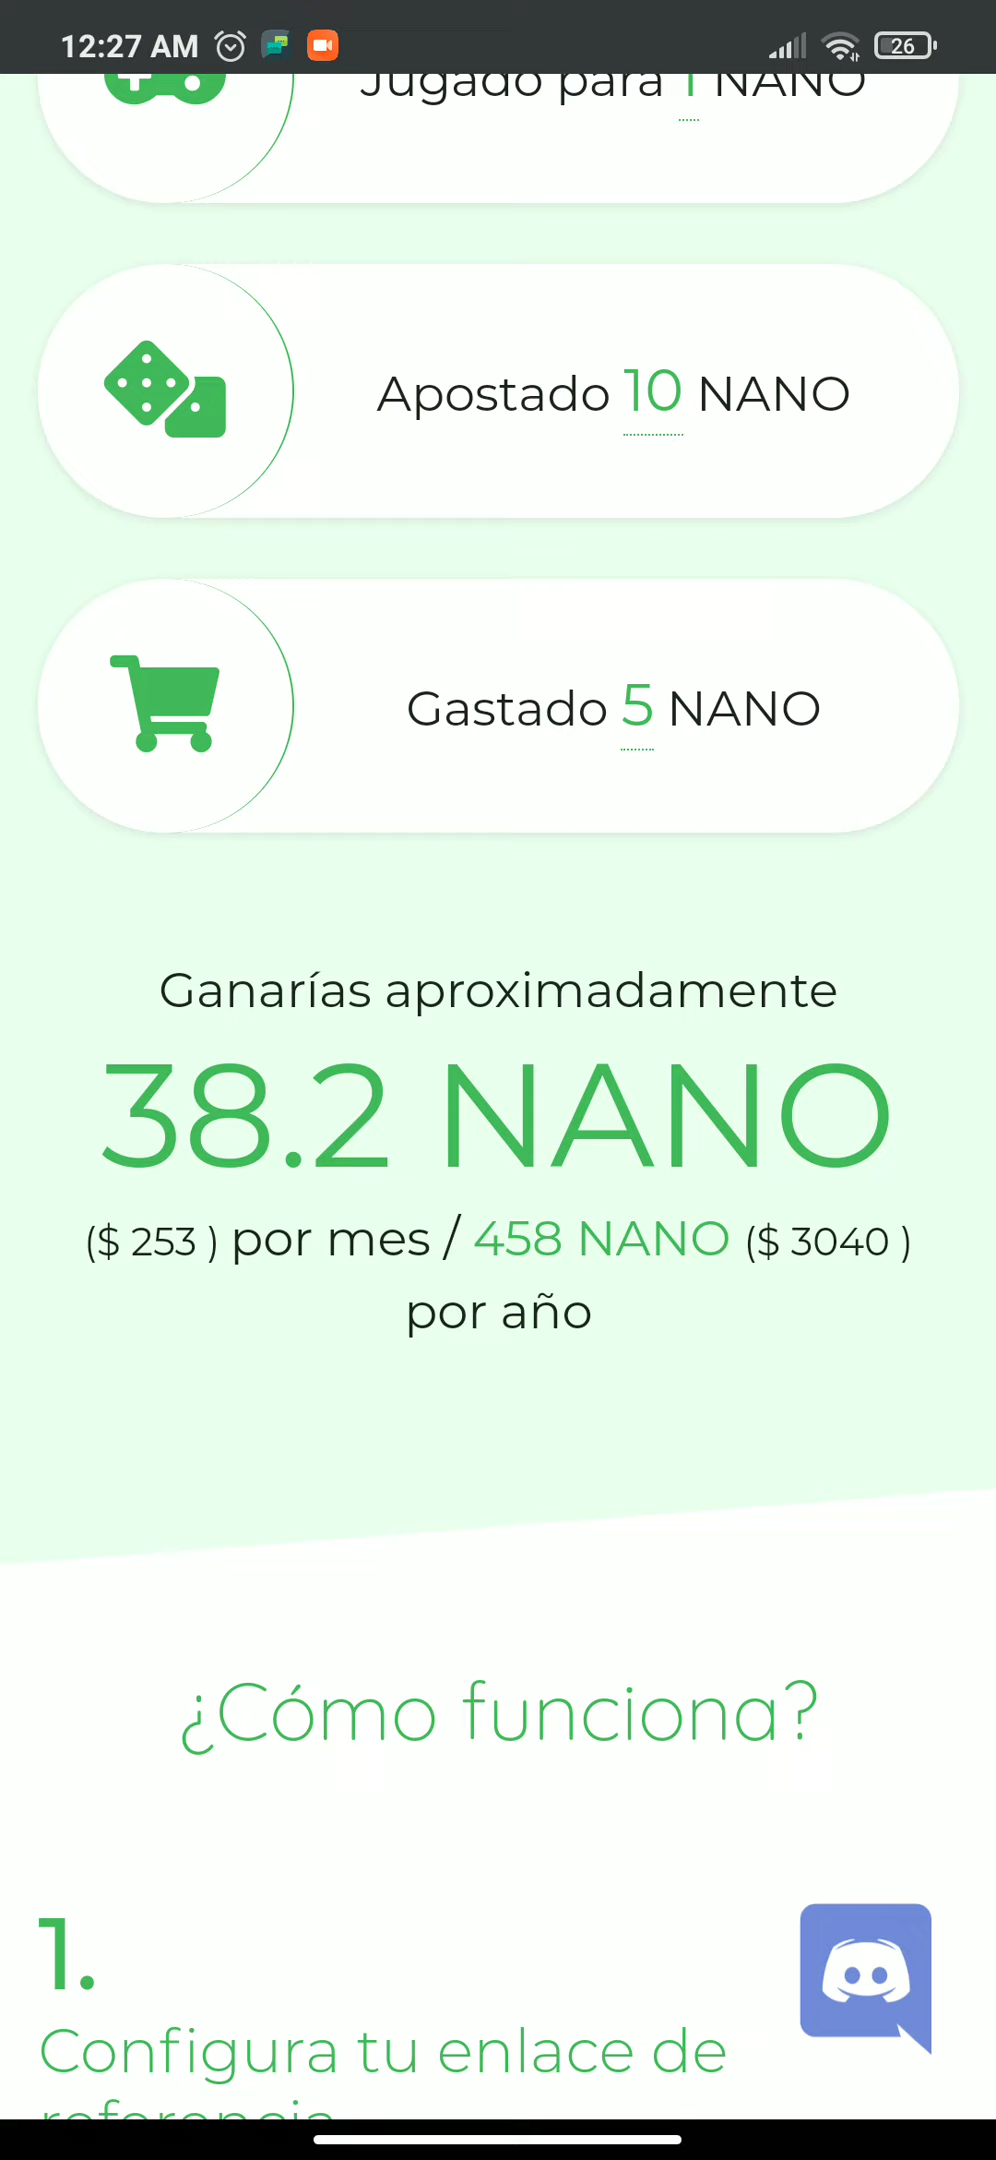 12:27 AM 26
Jugado para 1 NANO
Apostado 10 NANO
Gastado 5 NANO
Ganarías aproximadamente
38.2 NANO
($ 253 ) por mes / 458 NANO ($ 3040 )
por año
¿Cómo funciona?
1.
Configura tu enlace de
referencia